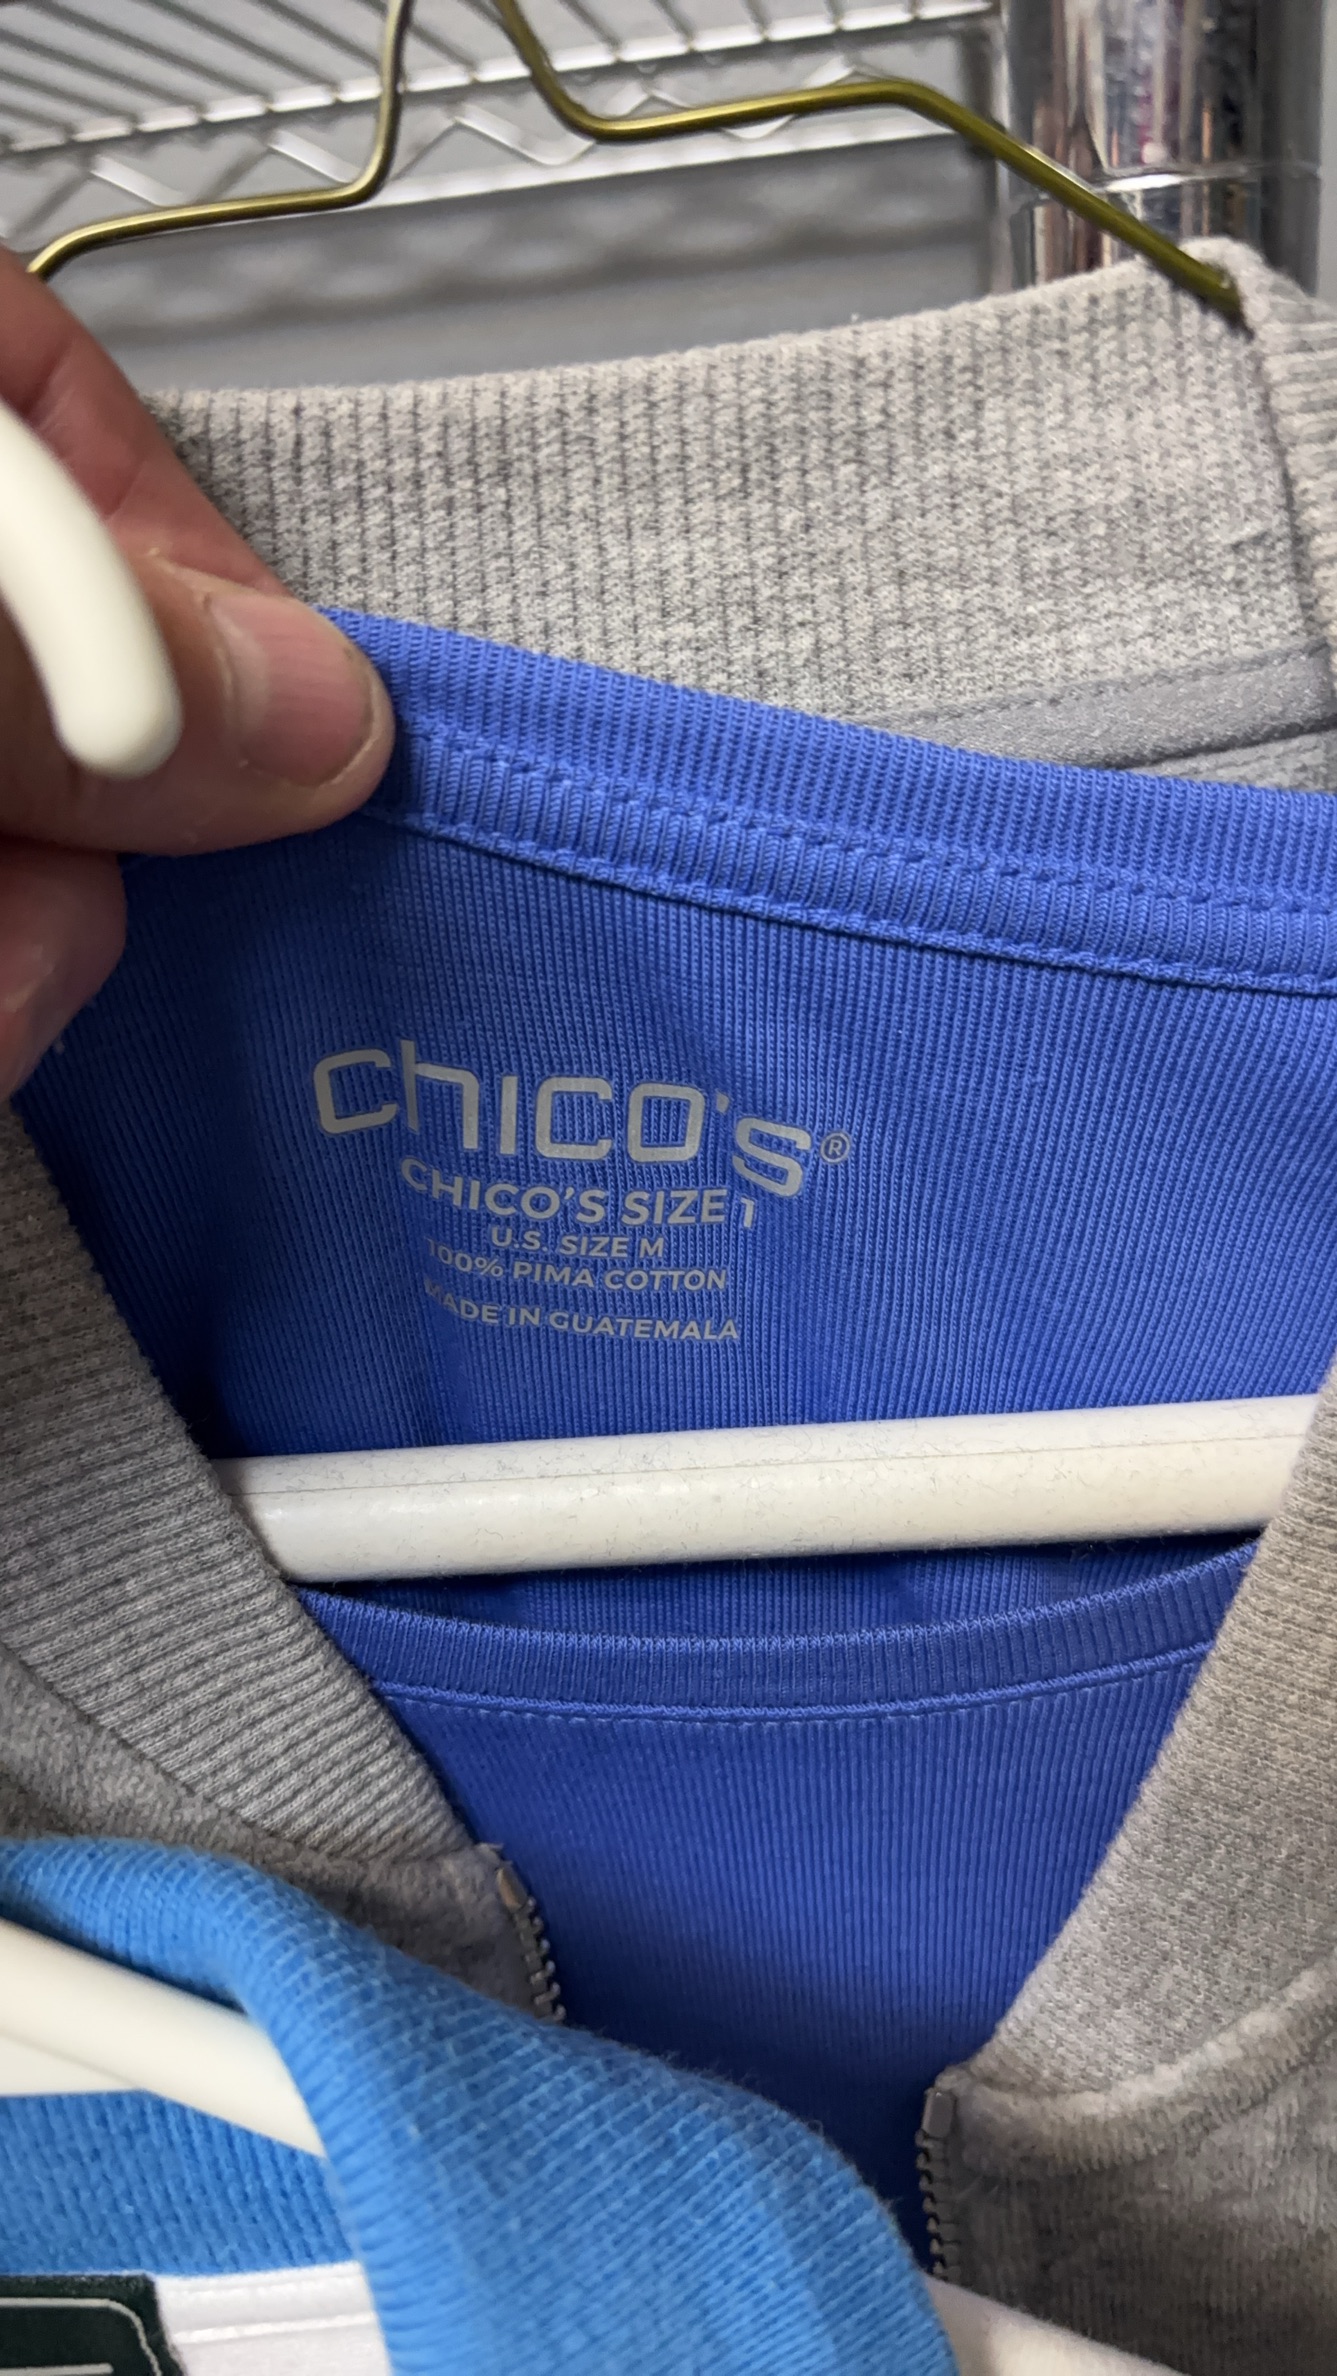 chico's®
CHICO'S SIZE 1
U.S. SIZE M
100% PIMA COTTON
MADE IN GUATEMALA